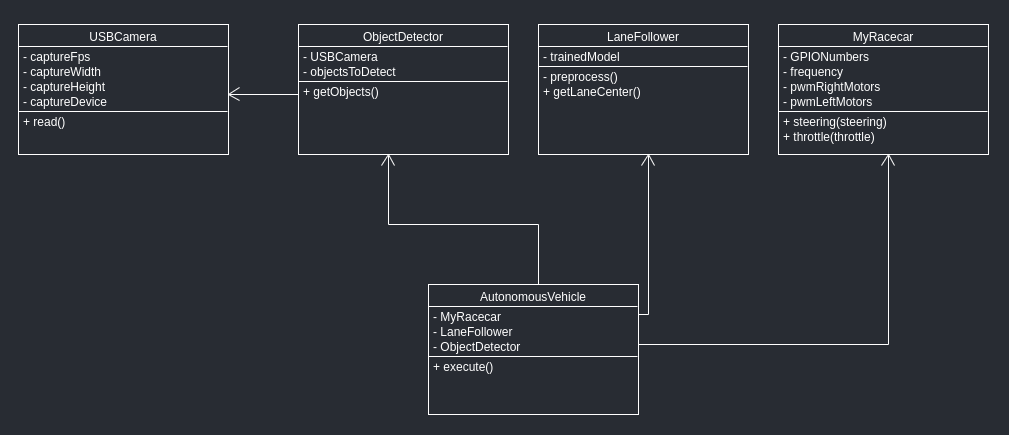 USBCamera
- captureFps
- captureWidth
- captureHeight
- captureDevice
+ read()
ObjectDetector
- USBCamera
- objectsToDetect
+ getObjects()
LaneFollower
- trainedModel
- preprocess()
+ getLaneCenter()
MyRacecar
- GPIONumbers
- frequency
- pwmRightMotors
- pwmLeftMotors
+ steering(steering)
+ throttle(throttle)
AutonomousVehicle
- MyRacecar
- LaneFollower
- ObjectDetector
+ execute()